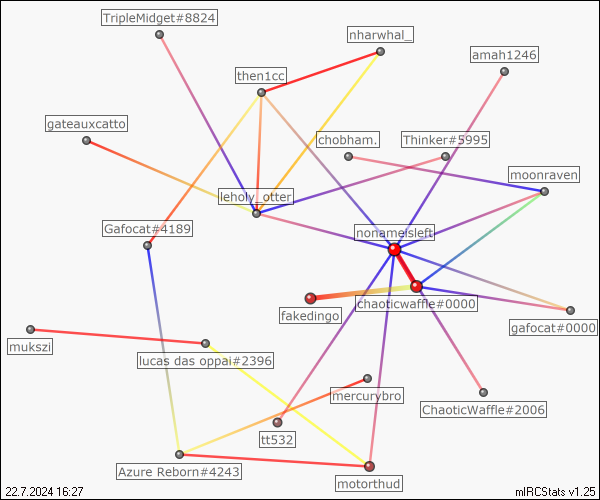 TripleMidget#8824
nharwhal_
amah1246
then1cc
gateauxcatto
chobham.
Thinker#5995
moonraven
leholy_otter
Gafocat#4189
nonameisleft
fakedingo
chaoticwaffle#0000
gafocat#0000
mukszi
lucas das oppai#2396
mercurybro
ChaoticWaffle#2006
tt532
Azure Reborn#4243
motorthud
22.7.2024 16:27
mIRCStats v1.25